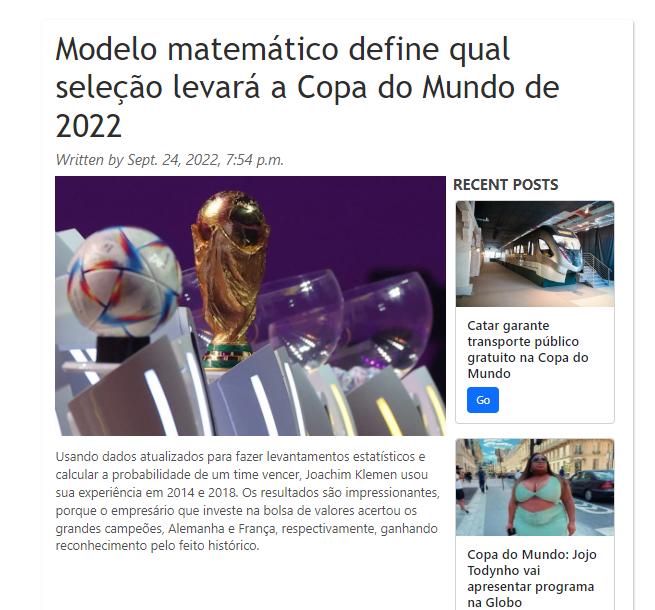 Modelo matemático define qual
seleção levará a Copa do Mundo de
2022
Written by Sept. 24, 2022, 7:54 p.m.
Usando dados atualizados para fazer levantamentos estatísticos e
calcular a probabilidade de um time vencer, Joachim Klemen usou
sua experiência em 2014 e 2018. Os resultados são impressionantes,
porque o empresário que investe na bolsa de valores acertou os
grandes campeões, Alemanha e França, respectivamente, ganhando
reconhecimento pelo feito histórico.
RECENT POSTS
Catar garante
transporte público
gratuito na Copa do
Mundo
Go
Copa do Mundo: Jojo
Todynho vai
apresentar programa
na Globo